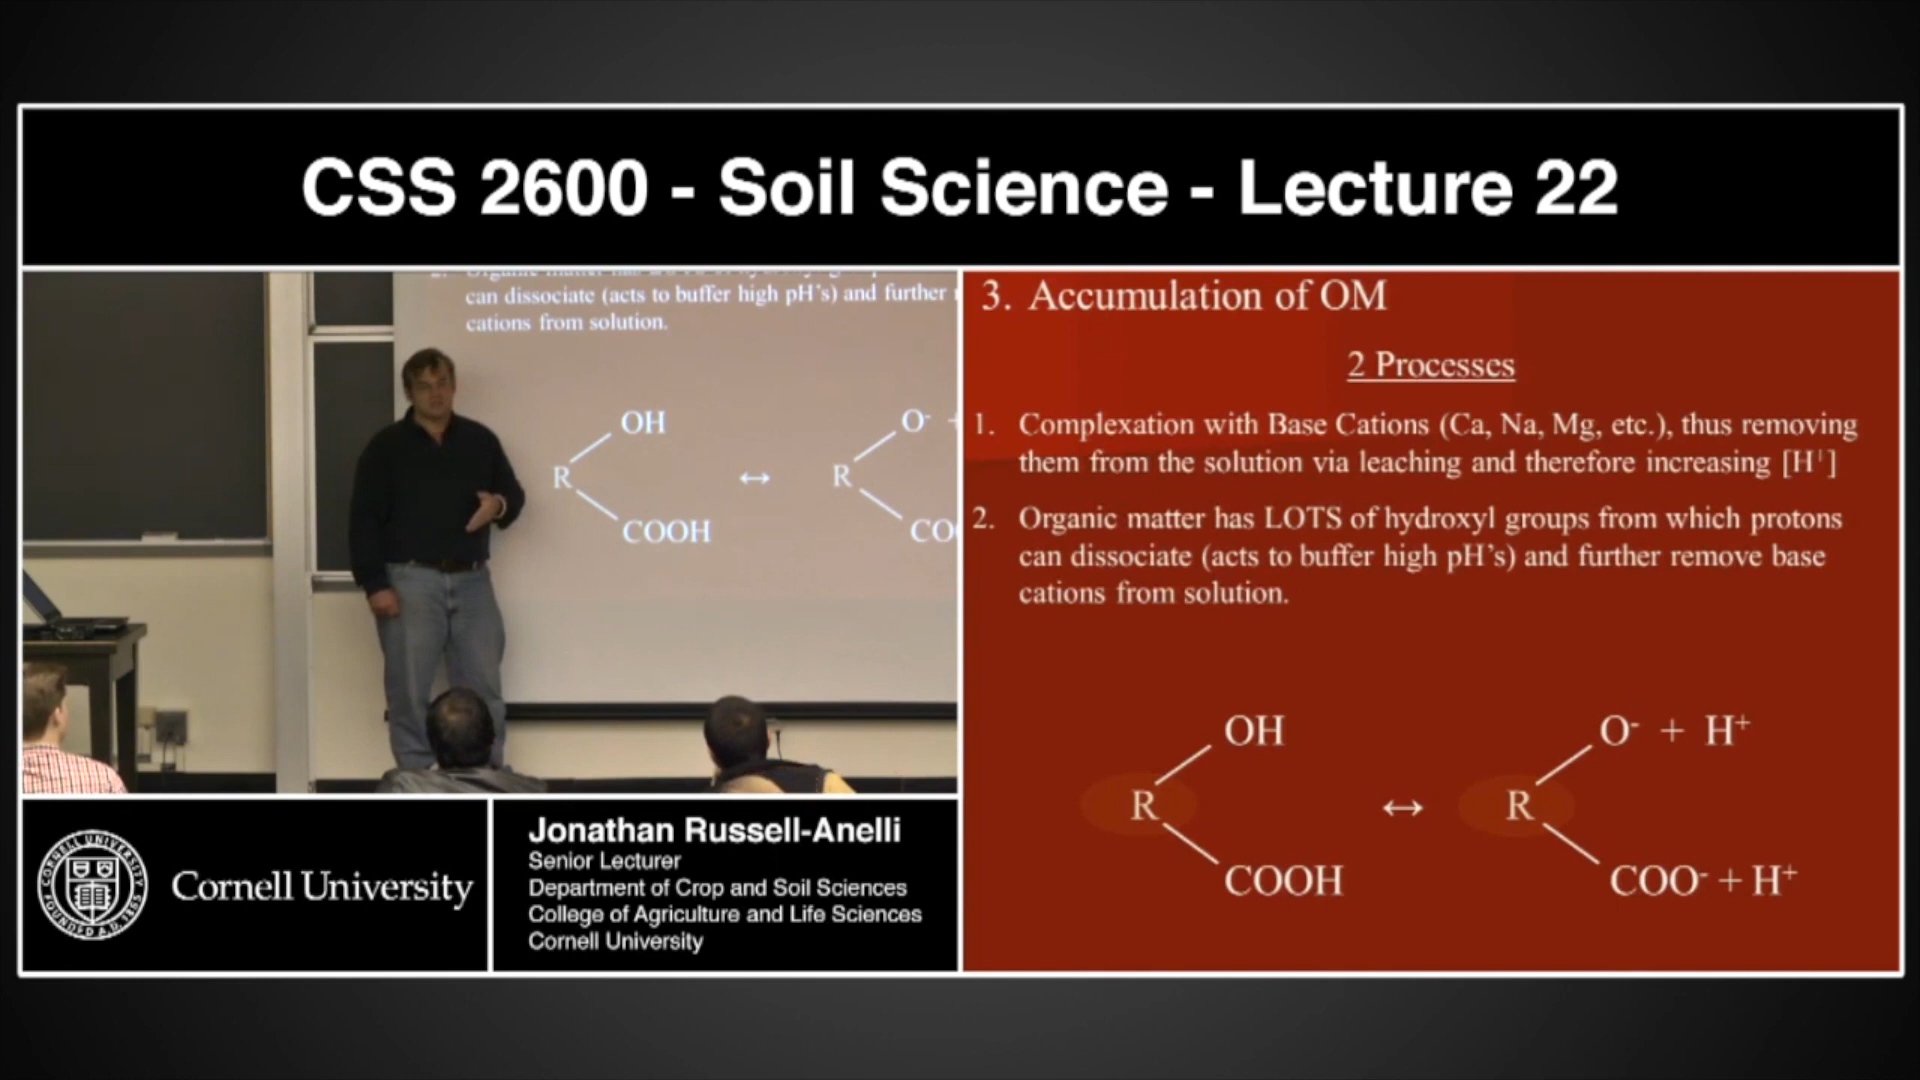 CSS 2600 - Soil Science - Lecture 22
can dissociate (acts to buffer high pH's) and further
cations from solution.
OH
O-
R
↔
R
COOH
3. Accumulation of OM
2 Processes
1. Complexation with Base Cations (Ca, Na, Mg, etc.), thus removing
them from the solution via leaching and therefore increasing [H+]
2. Organic matter has LOTS of hydroxyl groups from which protons
can dissociate (acts to buffer high pH's) and further remove base
cations from solution.
OH
O- + H+
R
↔
R
COOH
COO- + H+
CORNELL UNIVERSITY
FOUNDED A.D. 1865
Cornell University
Jonathan Russell-Anelli
Senior Lecturer
Department of Crop and Soil Sciences
College of Agriculture and Life Sciences
Cornell University